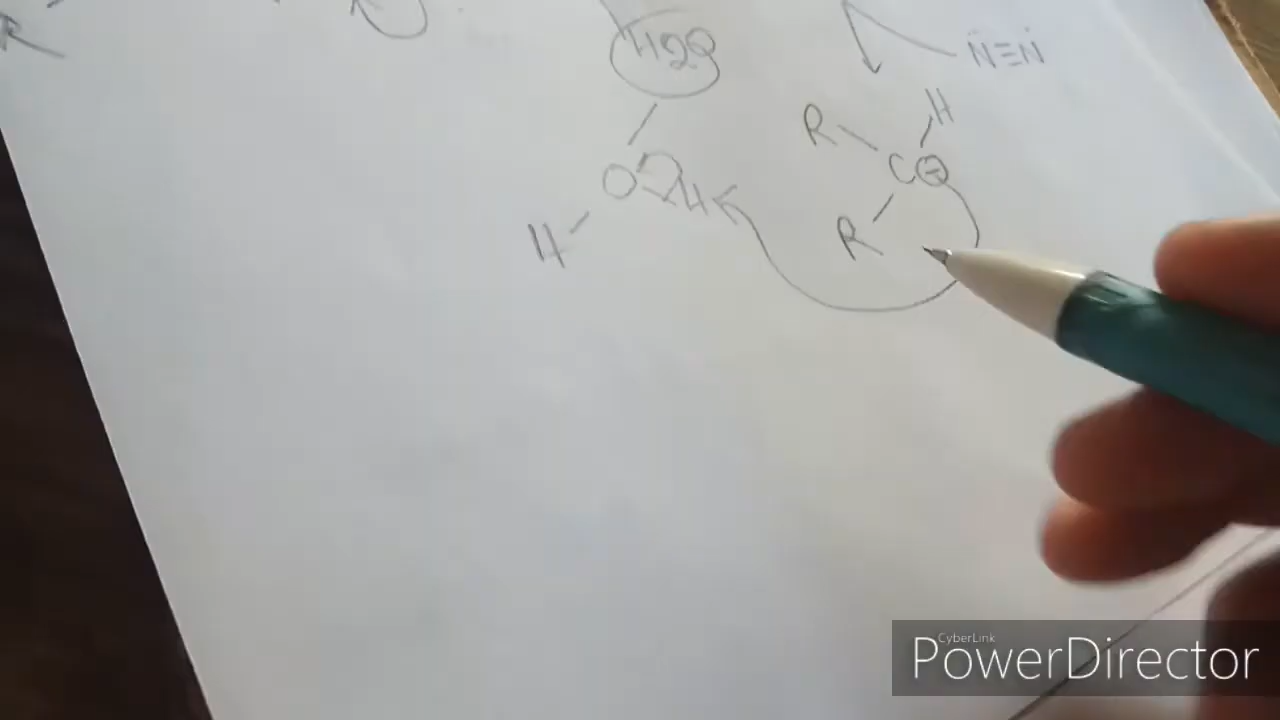 R
H2O
N≡N
H
R
C⊖
O
H
H
R
CyberLink
PowerDirector